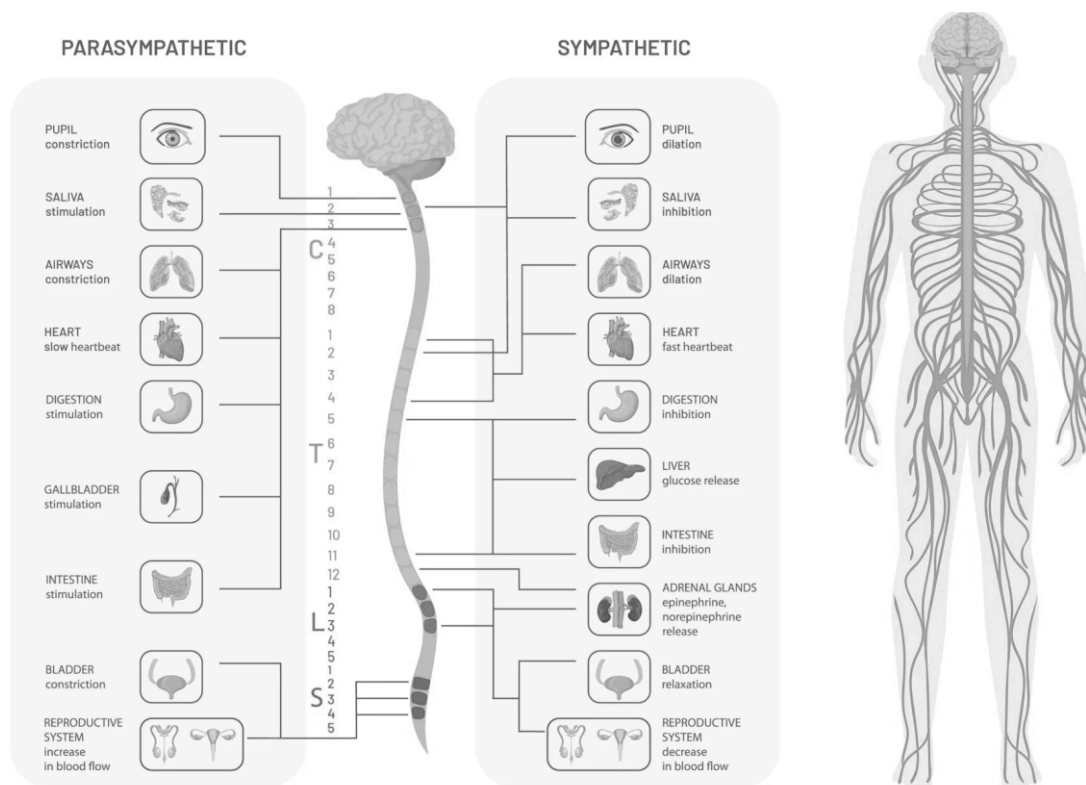 PARASYMPATHETIC
PUPIL
constriction
SALIVA
stimulation
AIRWAYS
constriction
HEART
slow heartbeat
DIGESTION
stimulation
GALLBLADDER
stimulation
INTESTINE
stimulation
BLADDER
constriction
REPRODUCTIVE
SYSTEM
increase
in blood flow
C
1
2
3
4
5
6
7
8
T
1
2
3
4
5
6
7
8
9
10
11
12
L
1
2
3
4
5
S
1
2
3
4
5
SYMPATHETIC
PUPIL
dilation
SALIVA
inhibition
AIRWAYS
dilation
HEART
fast heartbeat
DIGESTION
inhibition
LIVER
glucose release
INTESTINE
inhibition
ADRENAL GLANDS
epinephrine,
norepinephrine
release
BLADDER
relaxation
REPRODUCTIVE
SYSTEM
decrease
in blood flow